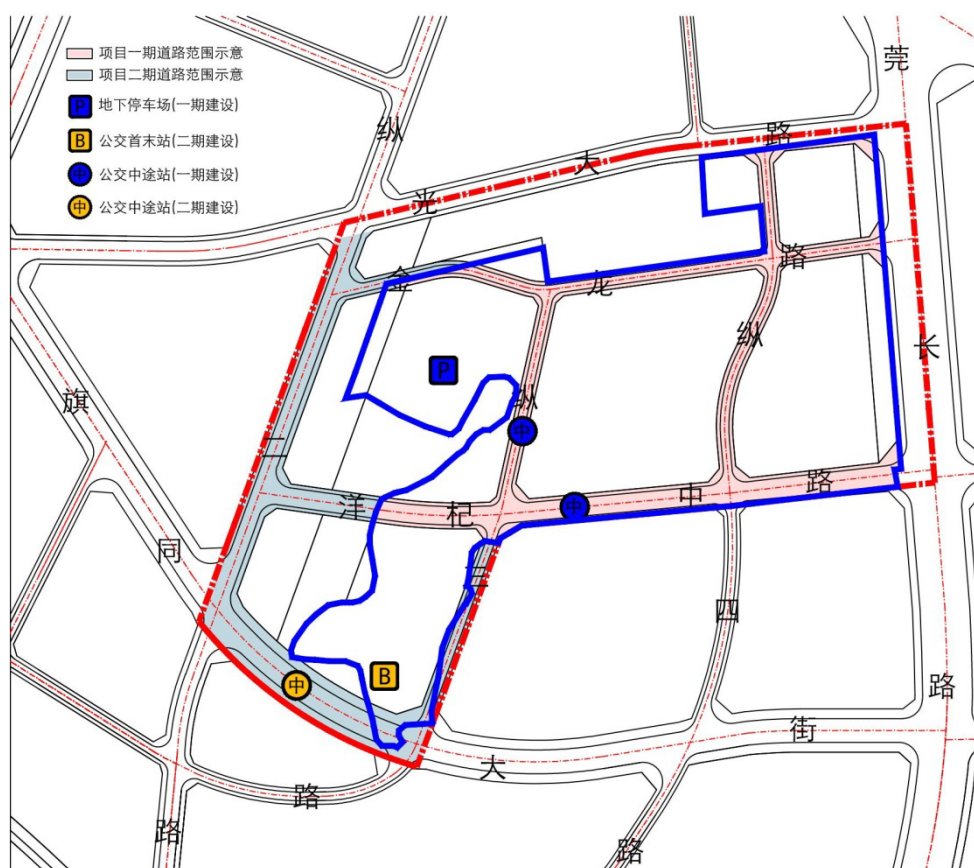 项目一期道路范围示意
项目二期道路范围示意
P 地下停车场(一期建设)
B 公交首末站(二期建设)
中 公交中途站(一期建设)
中 公交中途站(二期建设)
莞
长
路
光
大
路
金
龙
路
纵
二
路
纵
三
路
纵
四
路
洋
杞
中
路
旗
同
大
街
P
中
中
B
中